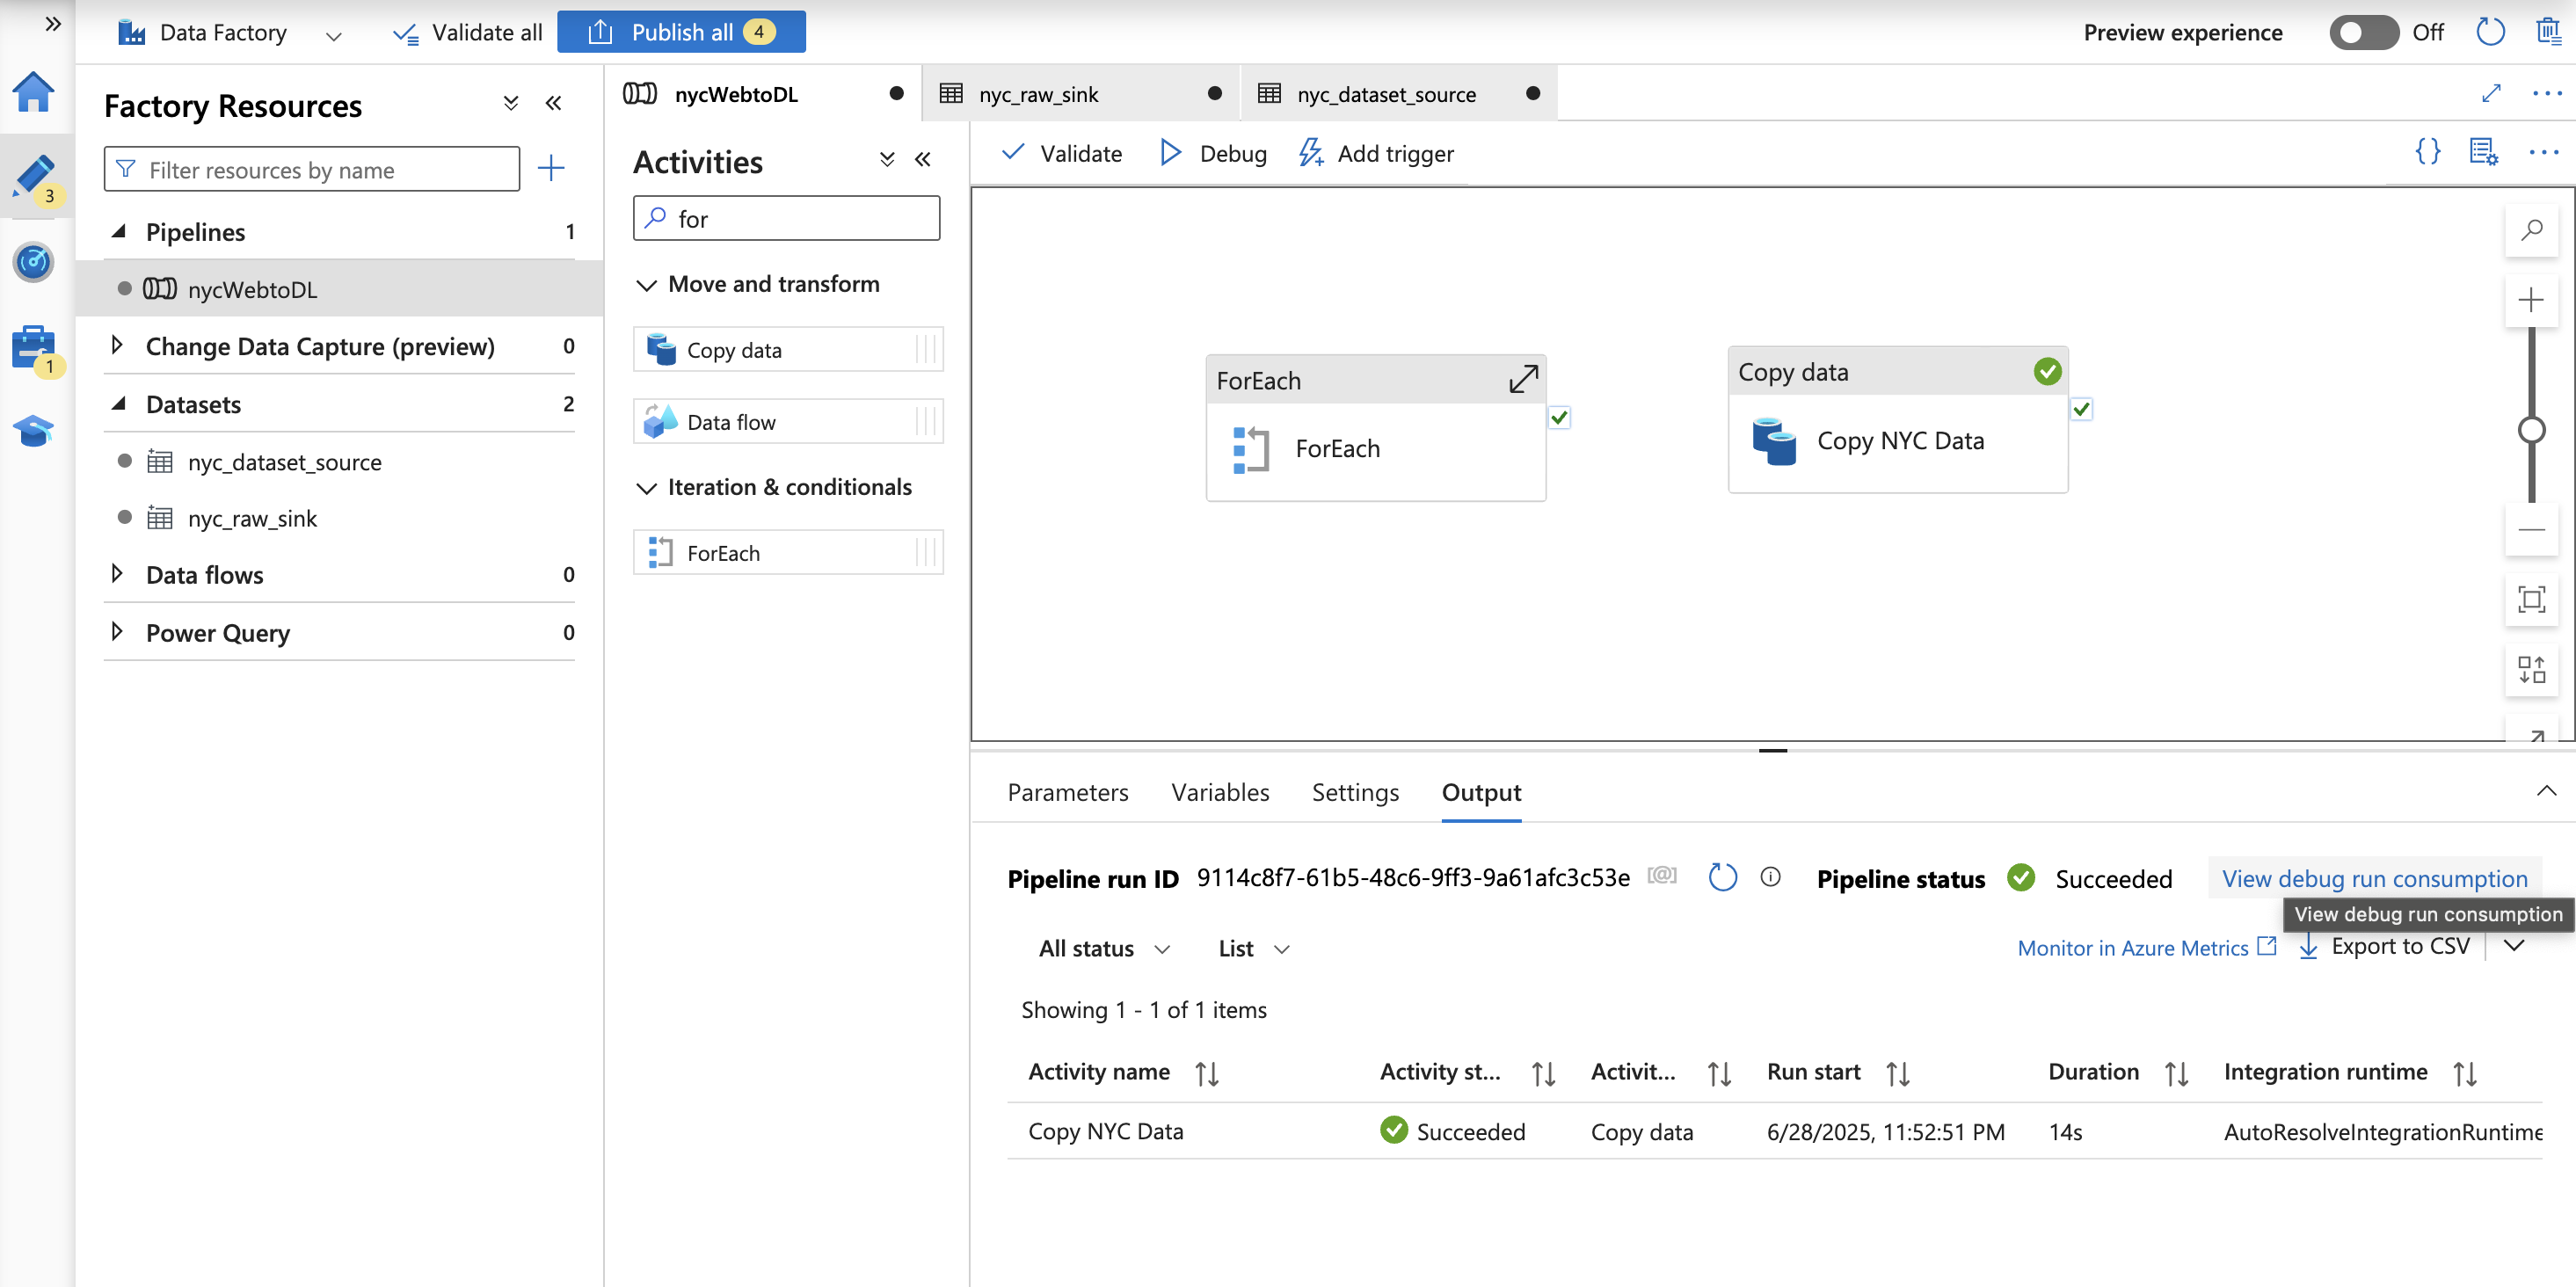 Data Factory
Validate all
Publish all 4
Preview experience
Off
3
1
Factory Resources
Filter resources by name
Pipelines 1
nycWebtoDL
Change Data Capture (preview) 0
Datasets 2
nyc_dataset_source
nyc_raw_sink
Data flows 0
Power Query 0
nycWebtoDL
nyc_raw_sink
nyc_dataset_source
Activities
for
Move and transform
Copy data
Data flow
Iteration & conditionals
ForEach
Validate
Debug
Add trigger
ForEach
ForEach
Copy data
Copy NYC Data
Parameters
Variables
Settings
Output
Pipeline run ID 9114c8f7-61b5-48c6-9ff3-9a61afc3c53e
Pipeline status Succeeded
View debug run consumption
View debug run consumption
All status
List
Monitor in Azure Metrics
Export to CSV
Showing 1 - 1 of 1 items
Activity name Activity st... Activit... Run start Duration Integration runtime
Copy NYC Data Succeeded Copy data 6/28/2025, 11:52:51 PM 14s AutoResolveIntegrationRuntime